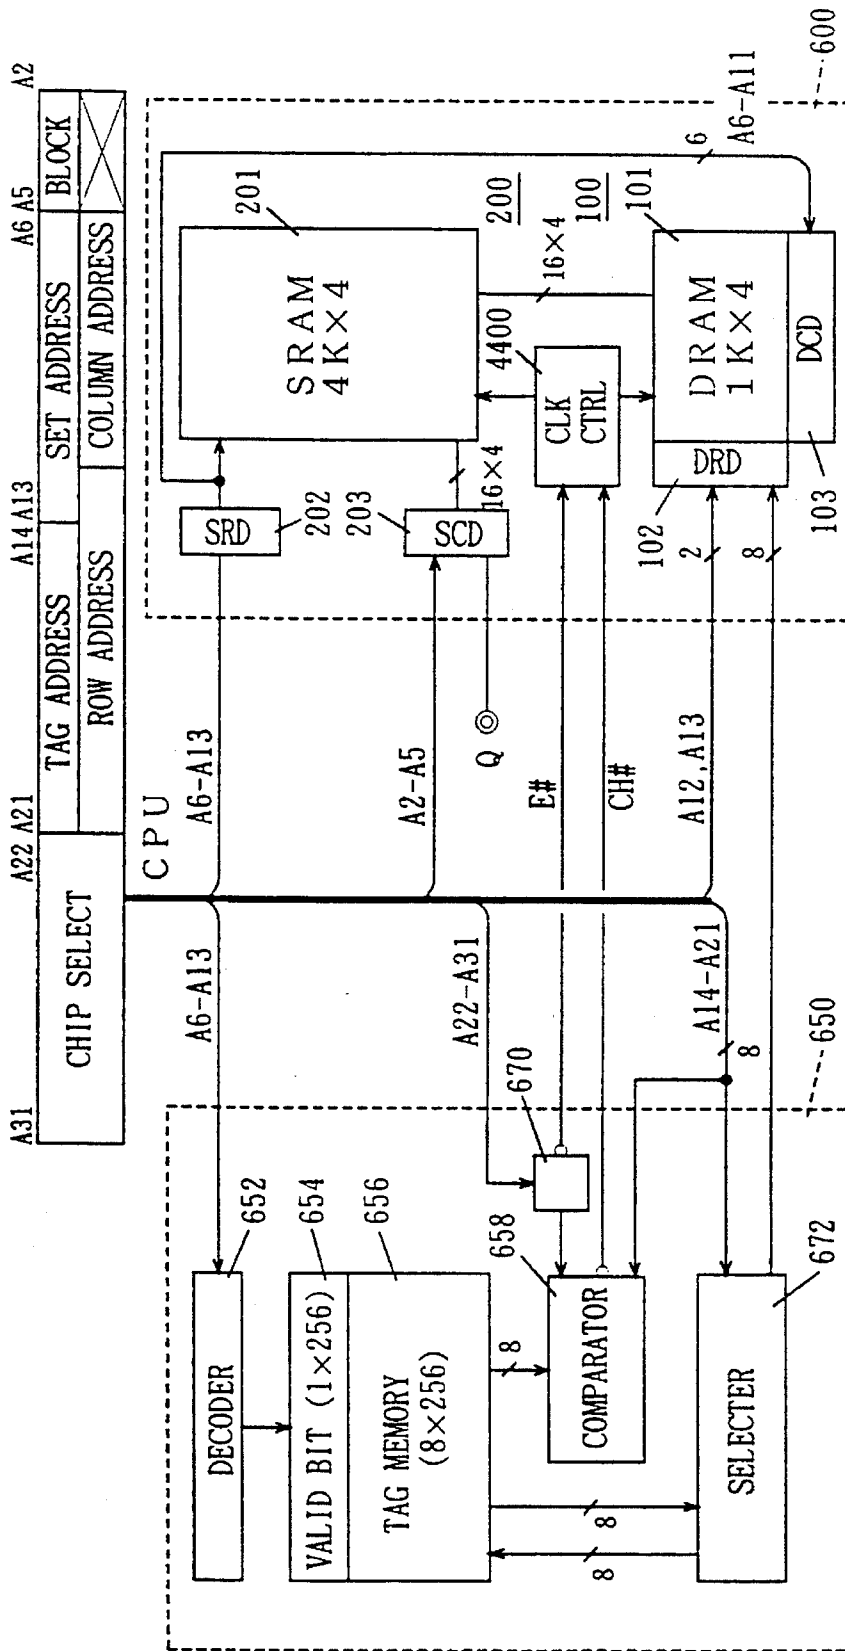 A31
A22
A21
A14
A13
A6
A5
A2
CHIP SELECT
TAG ADDRESS
SET ADDRESS
BLOCK
ROW ADDRESS
COLUMN ADDRESS
CPU
A6-A13
A6-A13
DECODER
652
VALID BIT (1×256)
654
TAG MEMORY
(8×256)
656
8
8
8
COMPARATOR
658
670
A22-A31
A14-A21
8
SELECTER
672
650
SRD
202
A2-A5
SCD
203
Q
16×4
SRAM
4K×4
201
200
E#
CH#
CLK
CTRL
4400
16×4
100
A12,A13
2
8
DRD
102
DRAM
1K×4
101
DCD
103
6
A6-A11
600